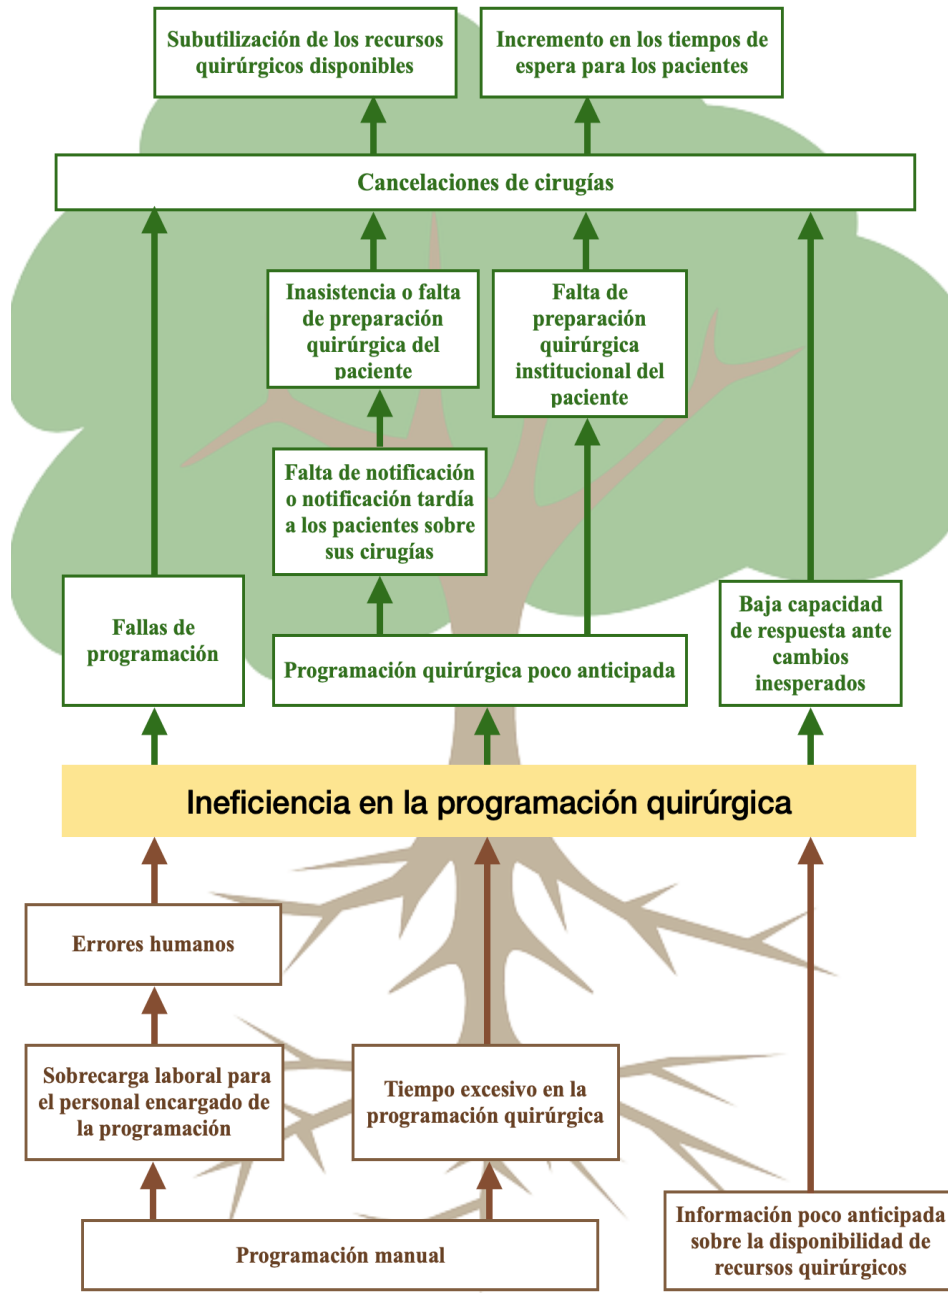 Subutilización de los recursos
quirúrgicos disponibles
Incremento en los tiempos de
espera para los pacientes
Cancelaciones de cirugías
Inasistencia o falta
de preparación
quirúrgica del
paciente
Falta de
preparación
quirúrgica
institucional del
paciente
Falta de notificación
o notificación tardía
a los pacientes sobre
sus cirugías
Fallas de
programación
Programación quirúrgica poco anticipada
Baja capacidad
de respuesta ante
cambios
inesperados
Ineficiencia en la programación quirúrgica
Errores humanos
Sobrecarga laboral para
el personal encargado de
la programación
Tiempo excesivo en la
programación quirúrgica
Programación manual
Información poco anticipada
sobre la disponibilidad de
recursos quirúrgicos